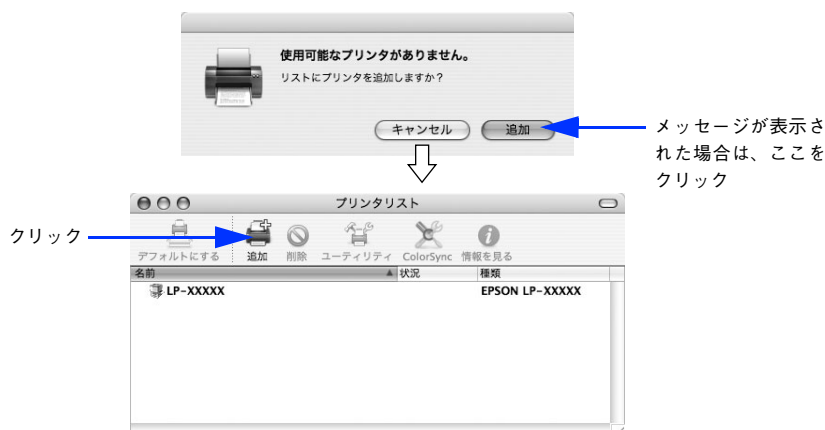 使用可能なプリンタがありません。
リストにプリンタを追加しますか？
キャンセル
追加
メッセージが表示さ
れた場合は、ここを
クリック
プリンタリスト
クリック
デフォルトにする 追加 削除 ユーティリティ ColorSync 情報を見る
名前 状況 種類
LP-XXXXX EPSON LP-XXXXX